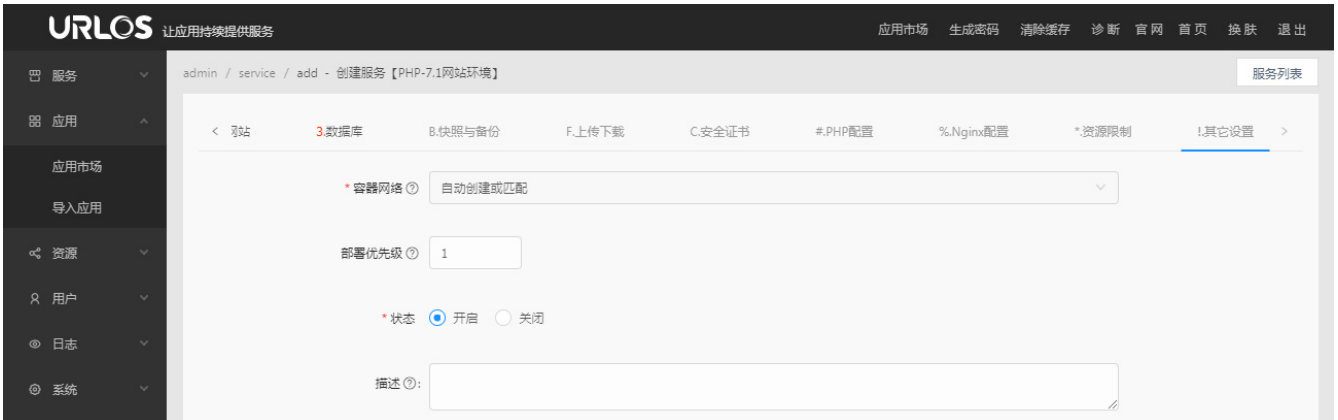 URLOS 让应用持续提供服务 应用市场 生成密码 清除缓存 诊断 官网 首页 换肤 退出
服务
admin / service / add - 创建服务【PHP-7.1网站环境】 服务列表
应用
< 网站 3.数据库 B.快照与备份 F.上传下载 C.安全证书 #.PHP配置 %.Nginx配置 *.资源限制 !.其它设置 >
应用市场
* 容器网络 ? 自动创建或匹配
导入应用
资源
部署优先级 ? 1
用户
* 状态 开启 关闭
日志
系统
描述 ?: